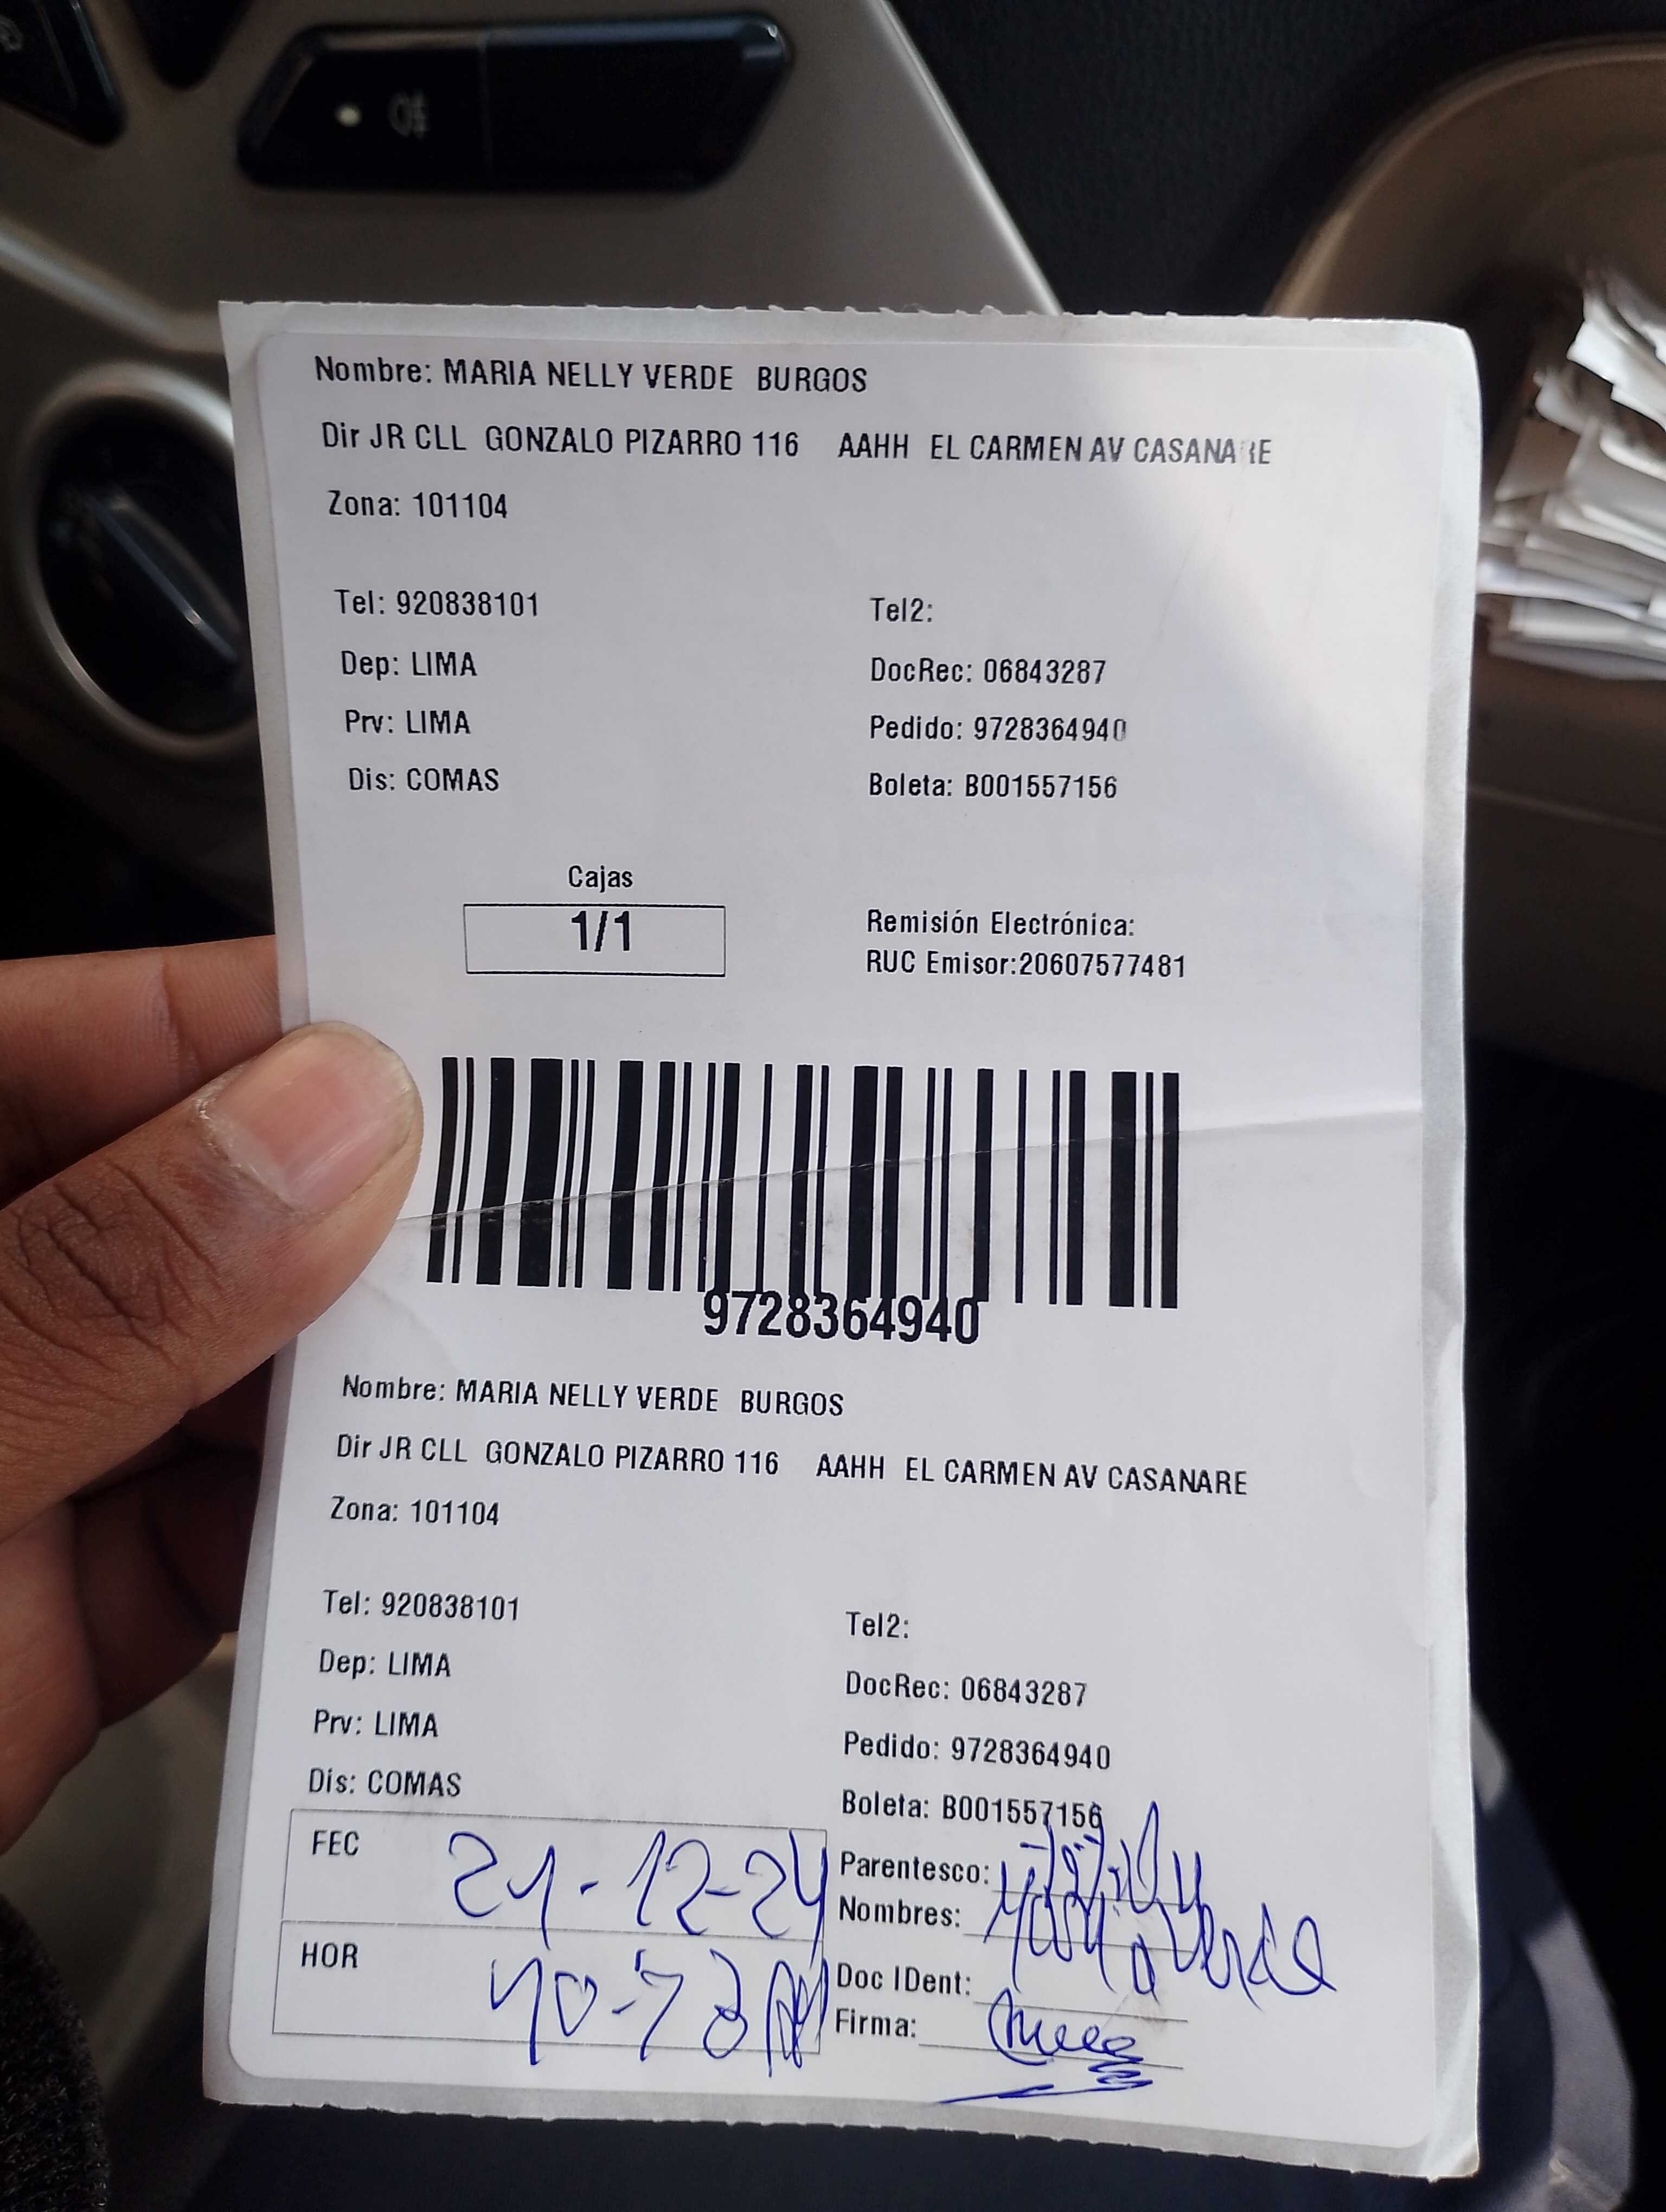 Nombre: MARIA NELLY VERDE BURGOS
Dir JR CLL GONZALO PIZARRO 116 AAHH EL CARMEN AV CASANARE
Zona: 101104
Tel: 920838101 Tel2:
Dep: LIMA DocRec: 06843287
Prv: LIMA Pedido: 9728364940
Dis: COMAS Boleta: B001557156
Cajas
1/1
Remisión Electrónica:
RUC Emisor:20607577481
9728364940
Nombre: MARIA NELLY VERDE BURGOS
Dir JR CLL GONZALO PIZARRO 116 AAHH EL CARMEN AV CASANARE
Zona: 101104
Tel: 920838101 Tel2:
Dep: LIMA DocRec: 06843287
Prv: LIMA Pedido: 9728364940
Dis: COMAS Boleta: B001557156
FEC 21-12-24 Parentesco:
Nombres: Verde
HOR Doc IDent:
Firma: